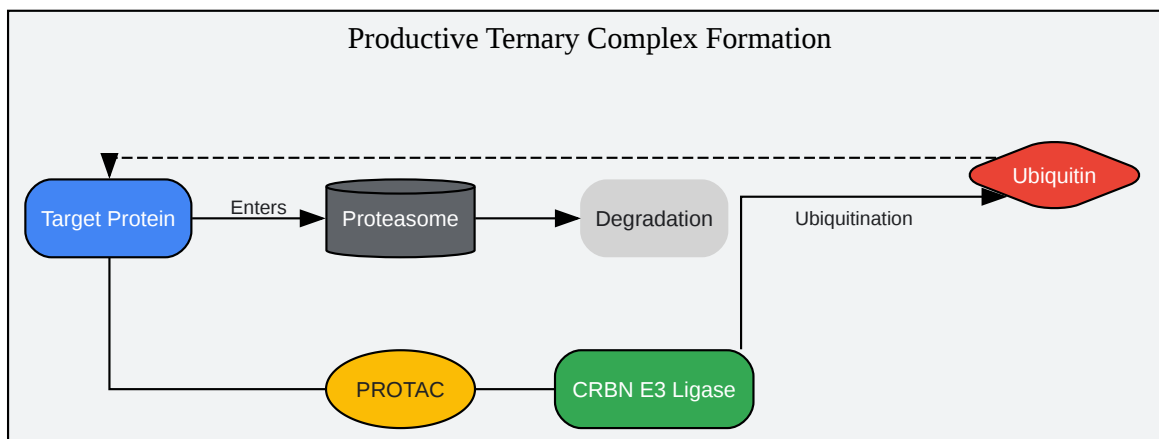 Productive Ternary Complex Formation
Ubiquitin
Target Protein
Enters
Proteasome
Degradation
Ubiquitination
PROTAC
CRBN E3 Ligase